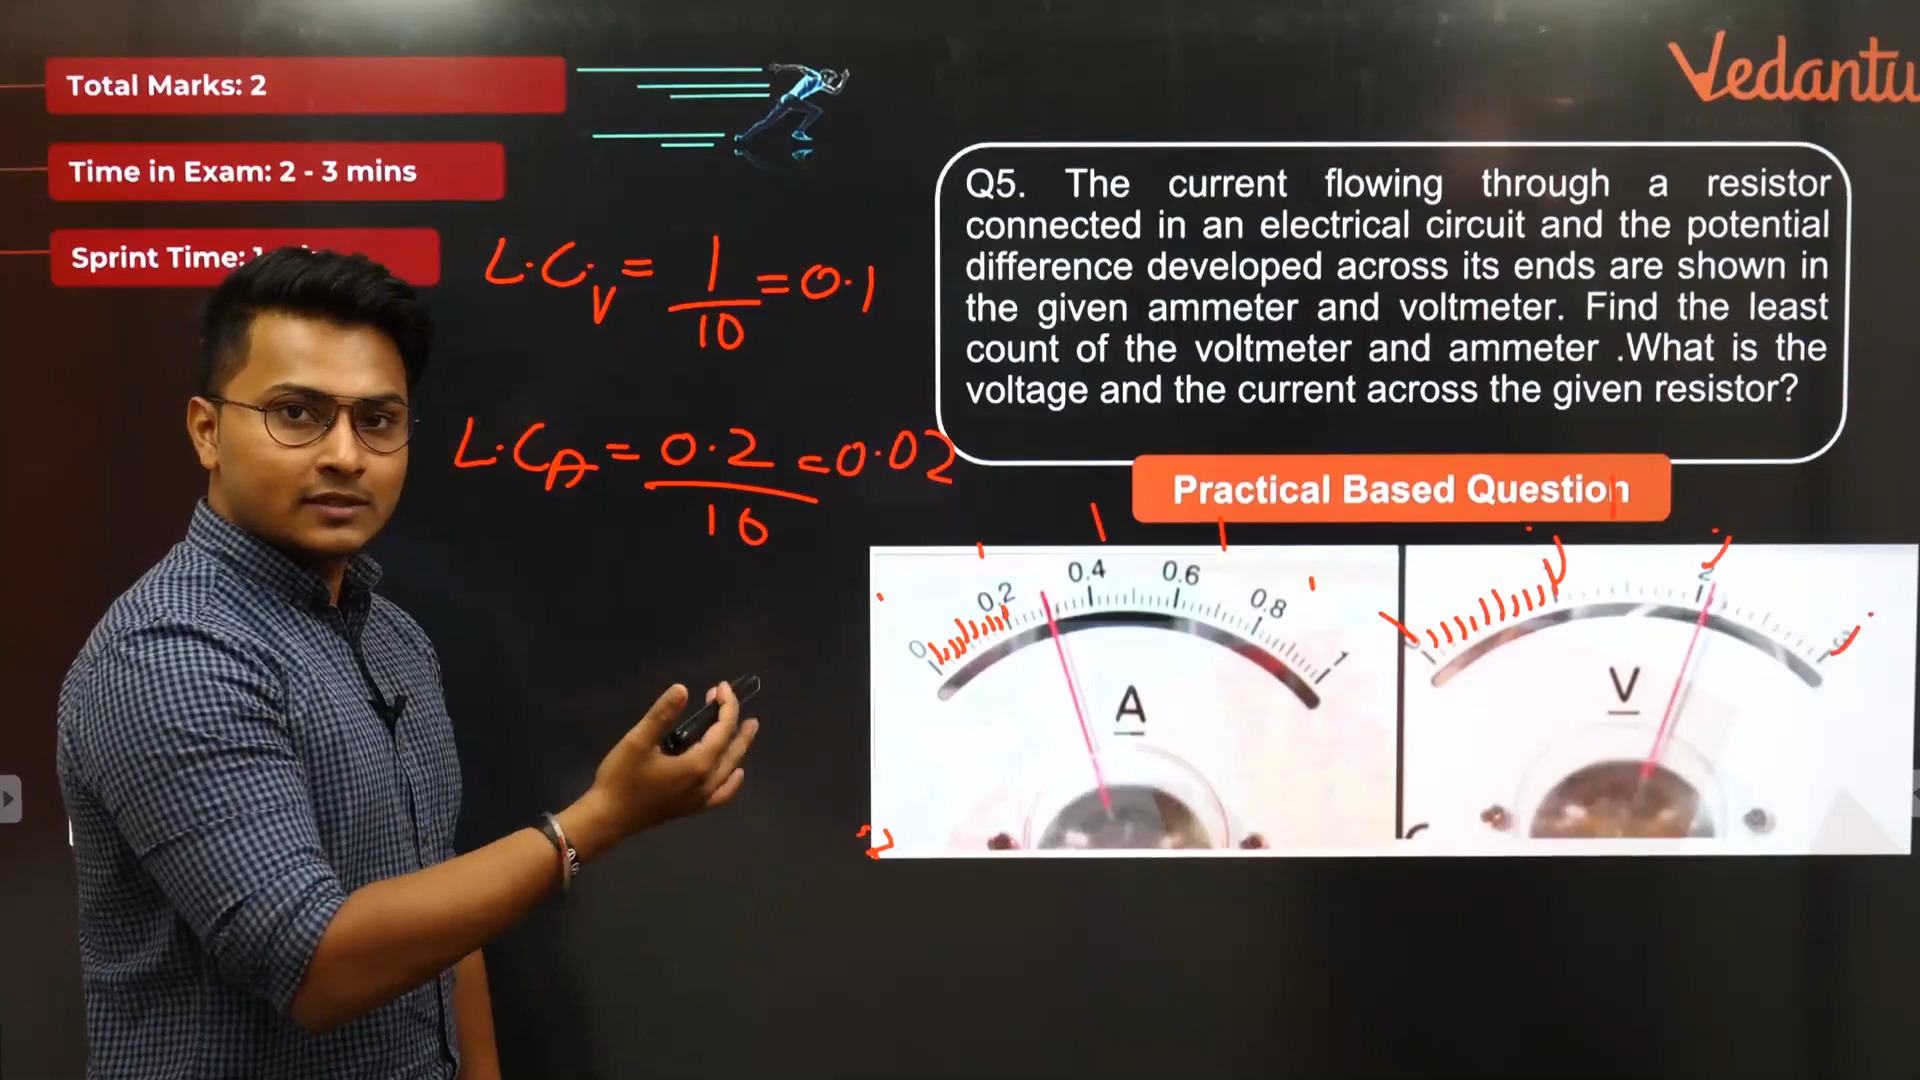 Total Marks: 2
Time in Exam: 2 - 3 mins
Sprint Time:
Vedantu
Q5. The current flowing through a resistor
connected in an electrical circuit and the potential
difference developed across its ends are shown in
the given ammeter and voltmeter. Find the least
count of the voltmeter and ammeter .What is the
voltage and the current across the given resistor?
L.C.V = 1/10 = 0.1
L.CA = 0.2/10 = 0.02
Practical Based Question
0 0.2 0.4 0.6 0.8 1
A
2 3
V